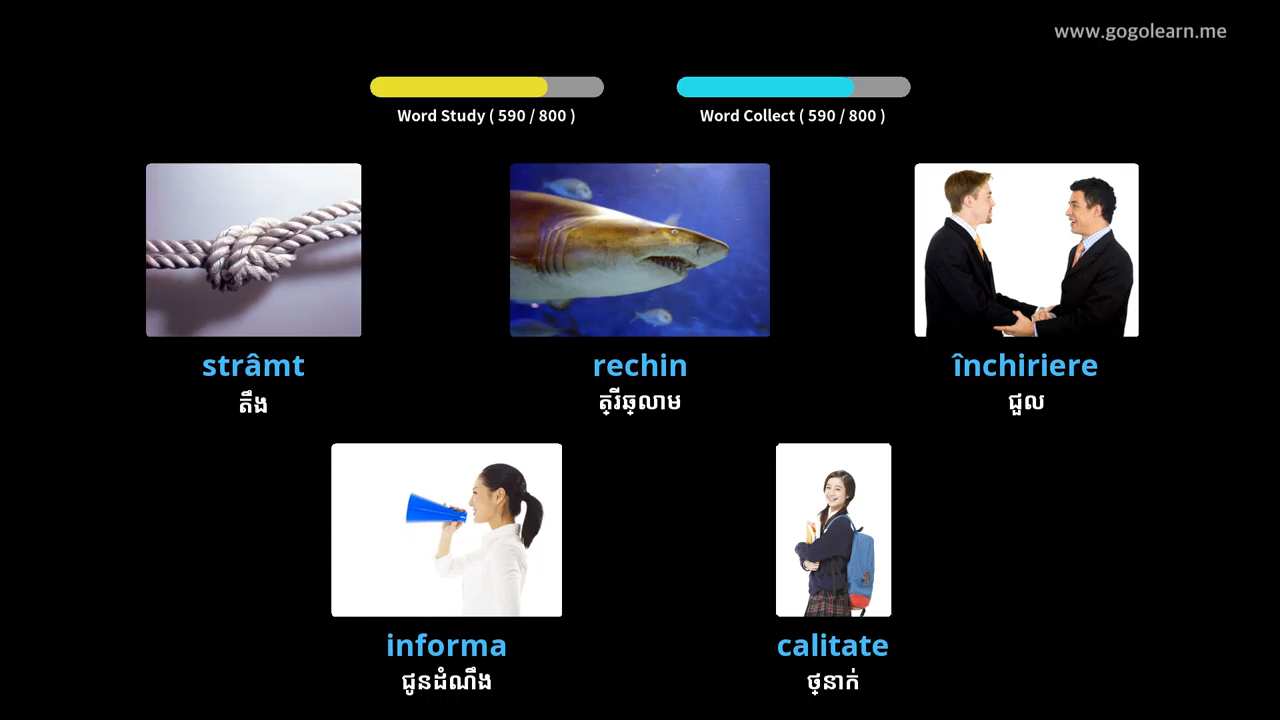 www.gogolearn.me
Word Study ( 590 / 800 )
Word Collect ( 590 / 800 )
strâmt
តឹង
rechin
ត្រីឆ្លាម
închiriere
ជួល
informa
ជូនដំណឹង
calitate
ថ្នាក់